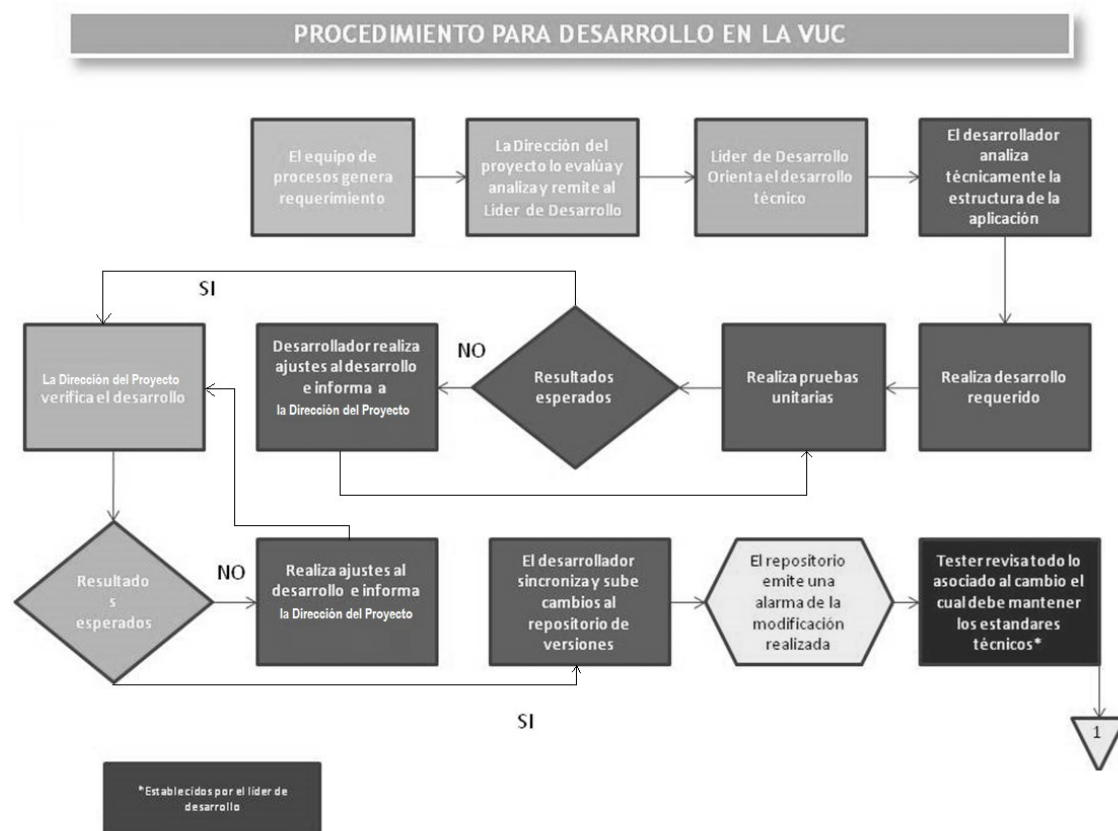 PROCEDIMIENTO PARA DESARROLLO EN LA VUC
El equipo de
procesos genera
requerimiento
La Dirección del
proyecto lo evalúa y
analiza y remite al
Líder de Desarrollo
Lider de Desarrollo
Orienta el desarrollo
técnico
El desarrollador
analiza
técnicamente la
estructura de la
aplicación
SI
La Dirección del Proyecto
verifica el desarrollo
Desarrollador realiza
ajustes al desarrollo
e informa a
la Dirección del Proyecto
NO
Resultados
esperados
Realiza pruebas
unitarias
Realiza desarrollo
requerido
Resultado
s
esperados
NO
Realiza ajustes al
desarrollo e informa
la Dirección del Proyecto
El desarrollador
sincroniza y sube
cambios al
repositorio de
versiones
El repositorio
emite una
alarma de la
modificación
realizada
Tester revisa todo lo
asociado al cambio el
cual debe mantener
los estandares
técnicos*
SI
1
*Establecidos por el líder de
desarrollo